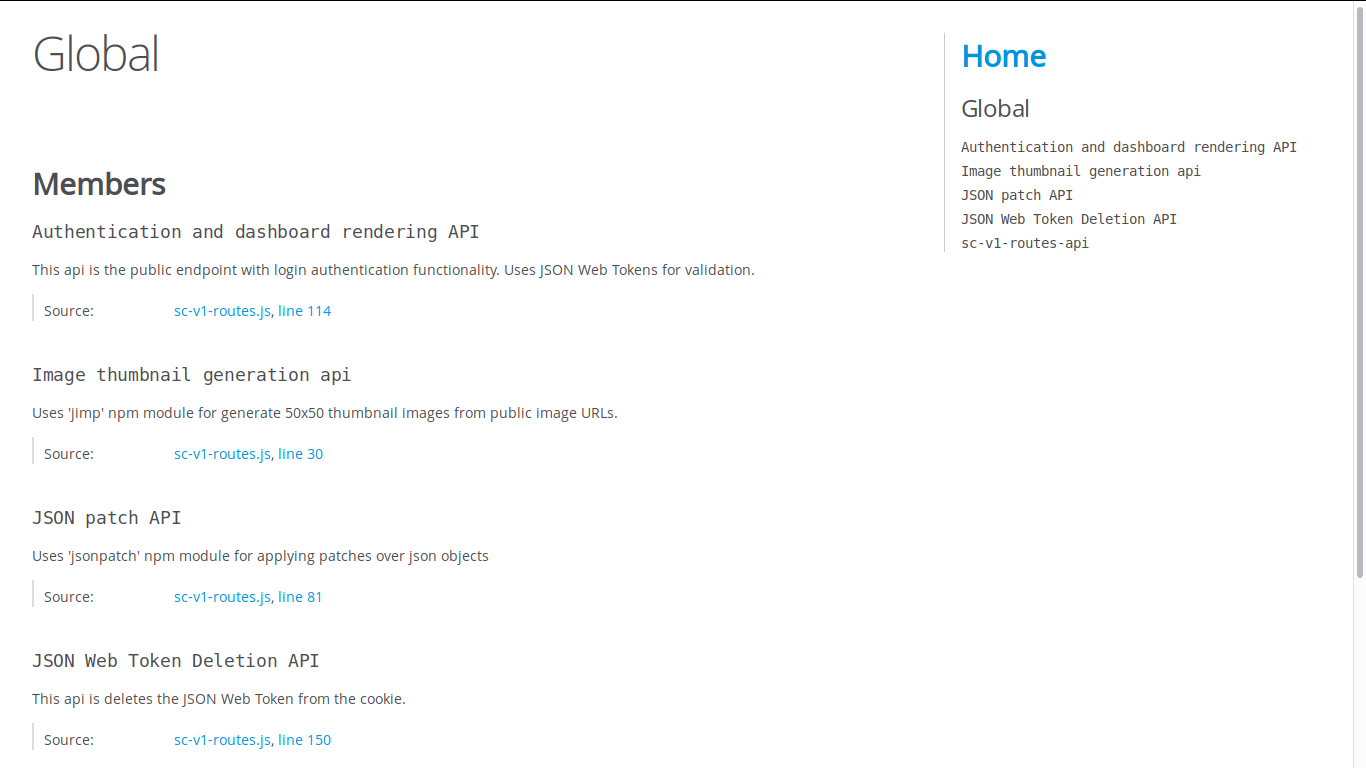 Global
Members
Authentication and dashboard rendering API
This api is the public endpoint with login authentication functionality. Uses JSON Web Tokens for validation.
Source: sc-v1-routes.js, line 114
Image thumbnail generation api
Uses 'jimp' npm module for generate 50x50 thumbnail images from public image URLs.
Source: sc-v1-routes.js, line 30
JSON patch API
Uses 'jsonpatch' npm module for applying patches over json objects
Source: sc-v1-routes.js, line 81
JSON Web Token Deletion API
This api is deletes the JSON Web Token from the cookie.
Source: sc-v1-routes.js, line 150
Home
Global
Authentication and dashboard rendering API
Image thumbnail generation api
JSON patch API
JSON Web Token Deletion API
sc-v1-routes-api